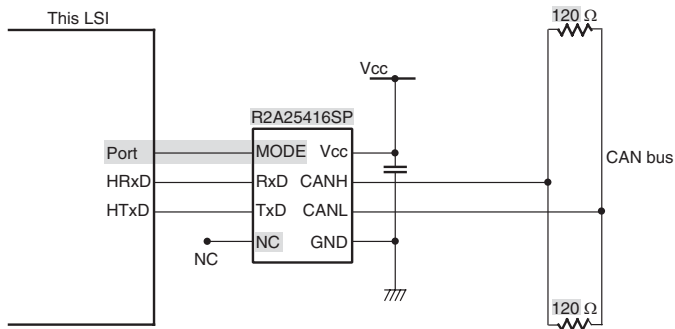 This LSI
120 Ω
Vcc
R2A25416SP
Port
MODE
Vcc
HRxD
RxD
CANH
CAN bus
HTxD
TxD
CANL
NC
GND
NC
120 Ω